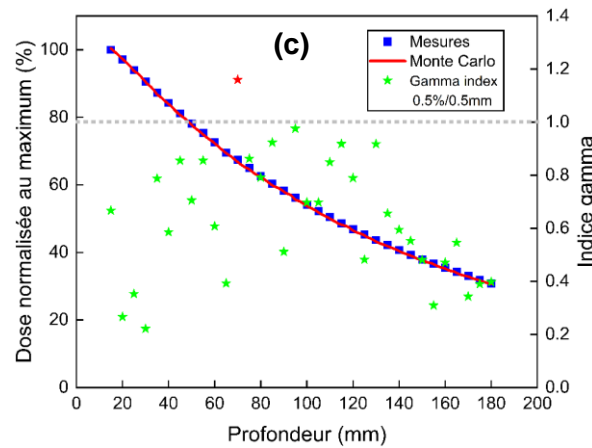 (c)
Mesures
Monte Carlo
Gamma index
0.5%/0.5mm
Dose normalisée au maximum (%)
100
80
60
40
20
0
1.4
1.2
1.0
0.8
0.6
0.4
0.2
0.0
Indice gamma
20 40 60 80 100 120 140 160 180 200
Profondeur (mm)